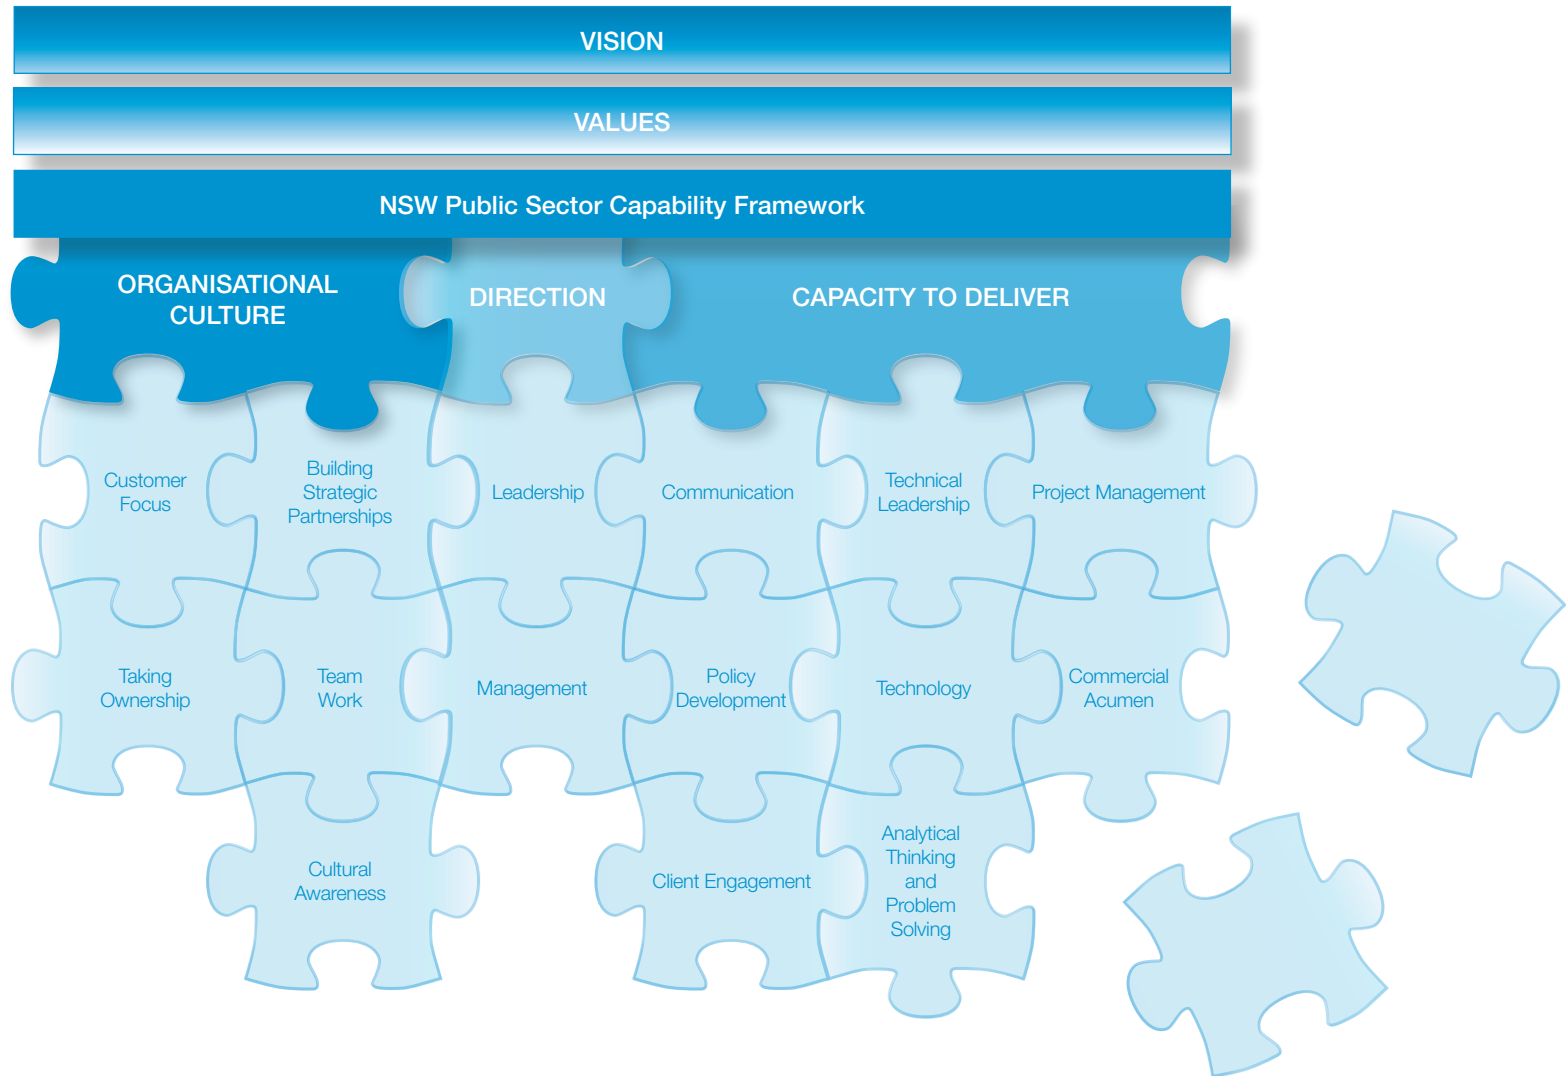 VISION
VALUES
NSW Public Sector Capability Framework
ORGANISATIONAL
CULTURE
DIRECTION
CAPACITY TO DELIVER
Customer
Focus
Building
Strategic
Partnerships
Leadership
Communication
Technical
Leadership
Project Management
Taking
Ownership
Team
Work
Management
Policy
Development
Technology
Commercial
Acumen
Cultural
Awareness
Client Engagement
Analytical
Thinking
and
Problem
Solving